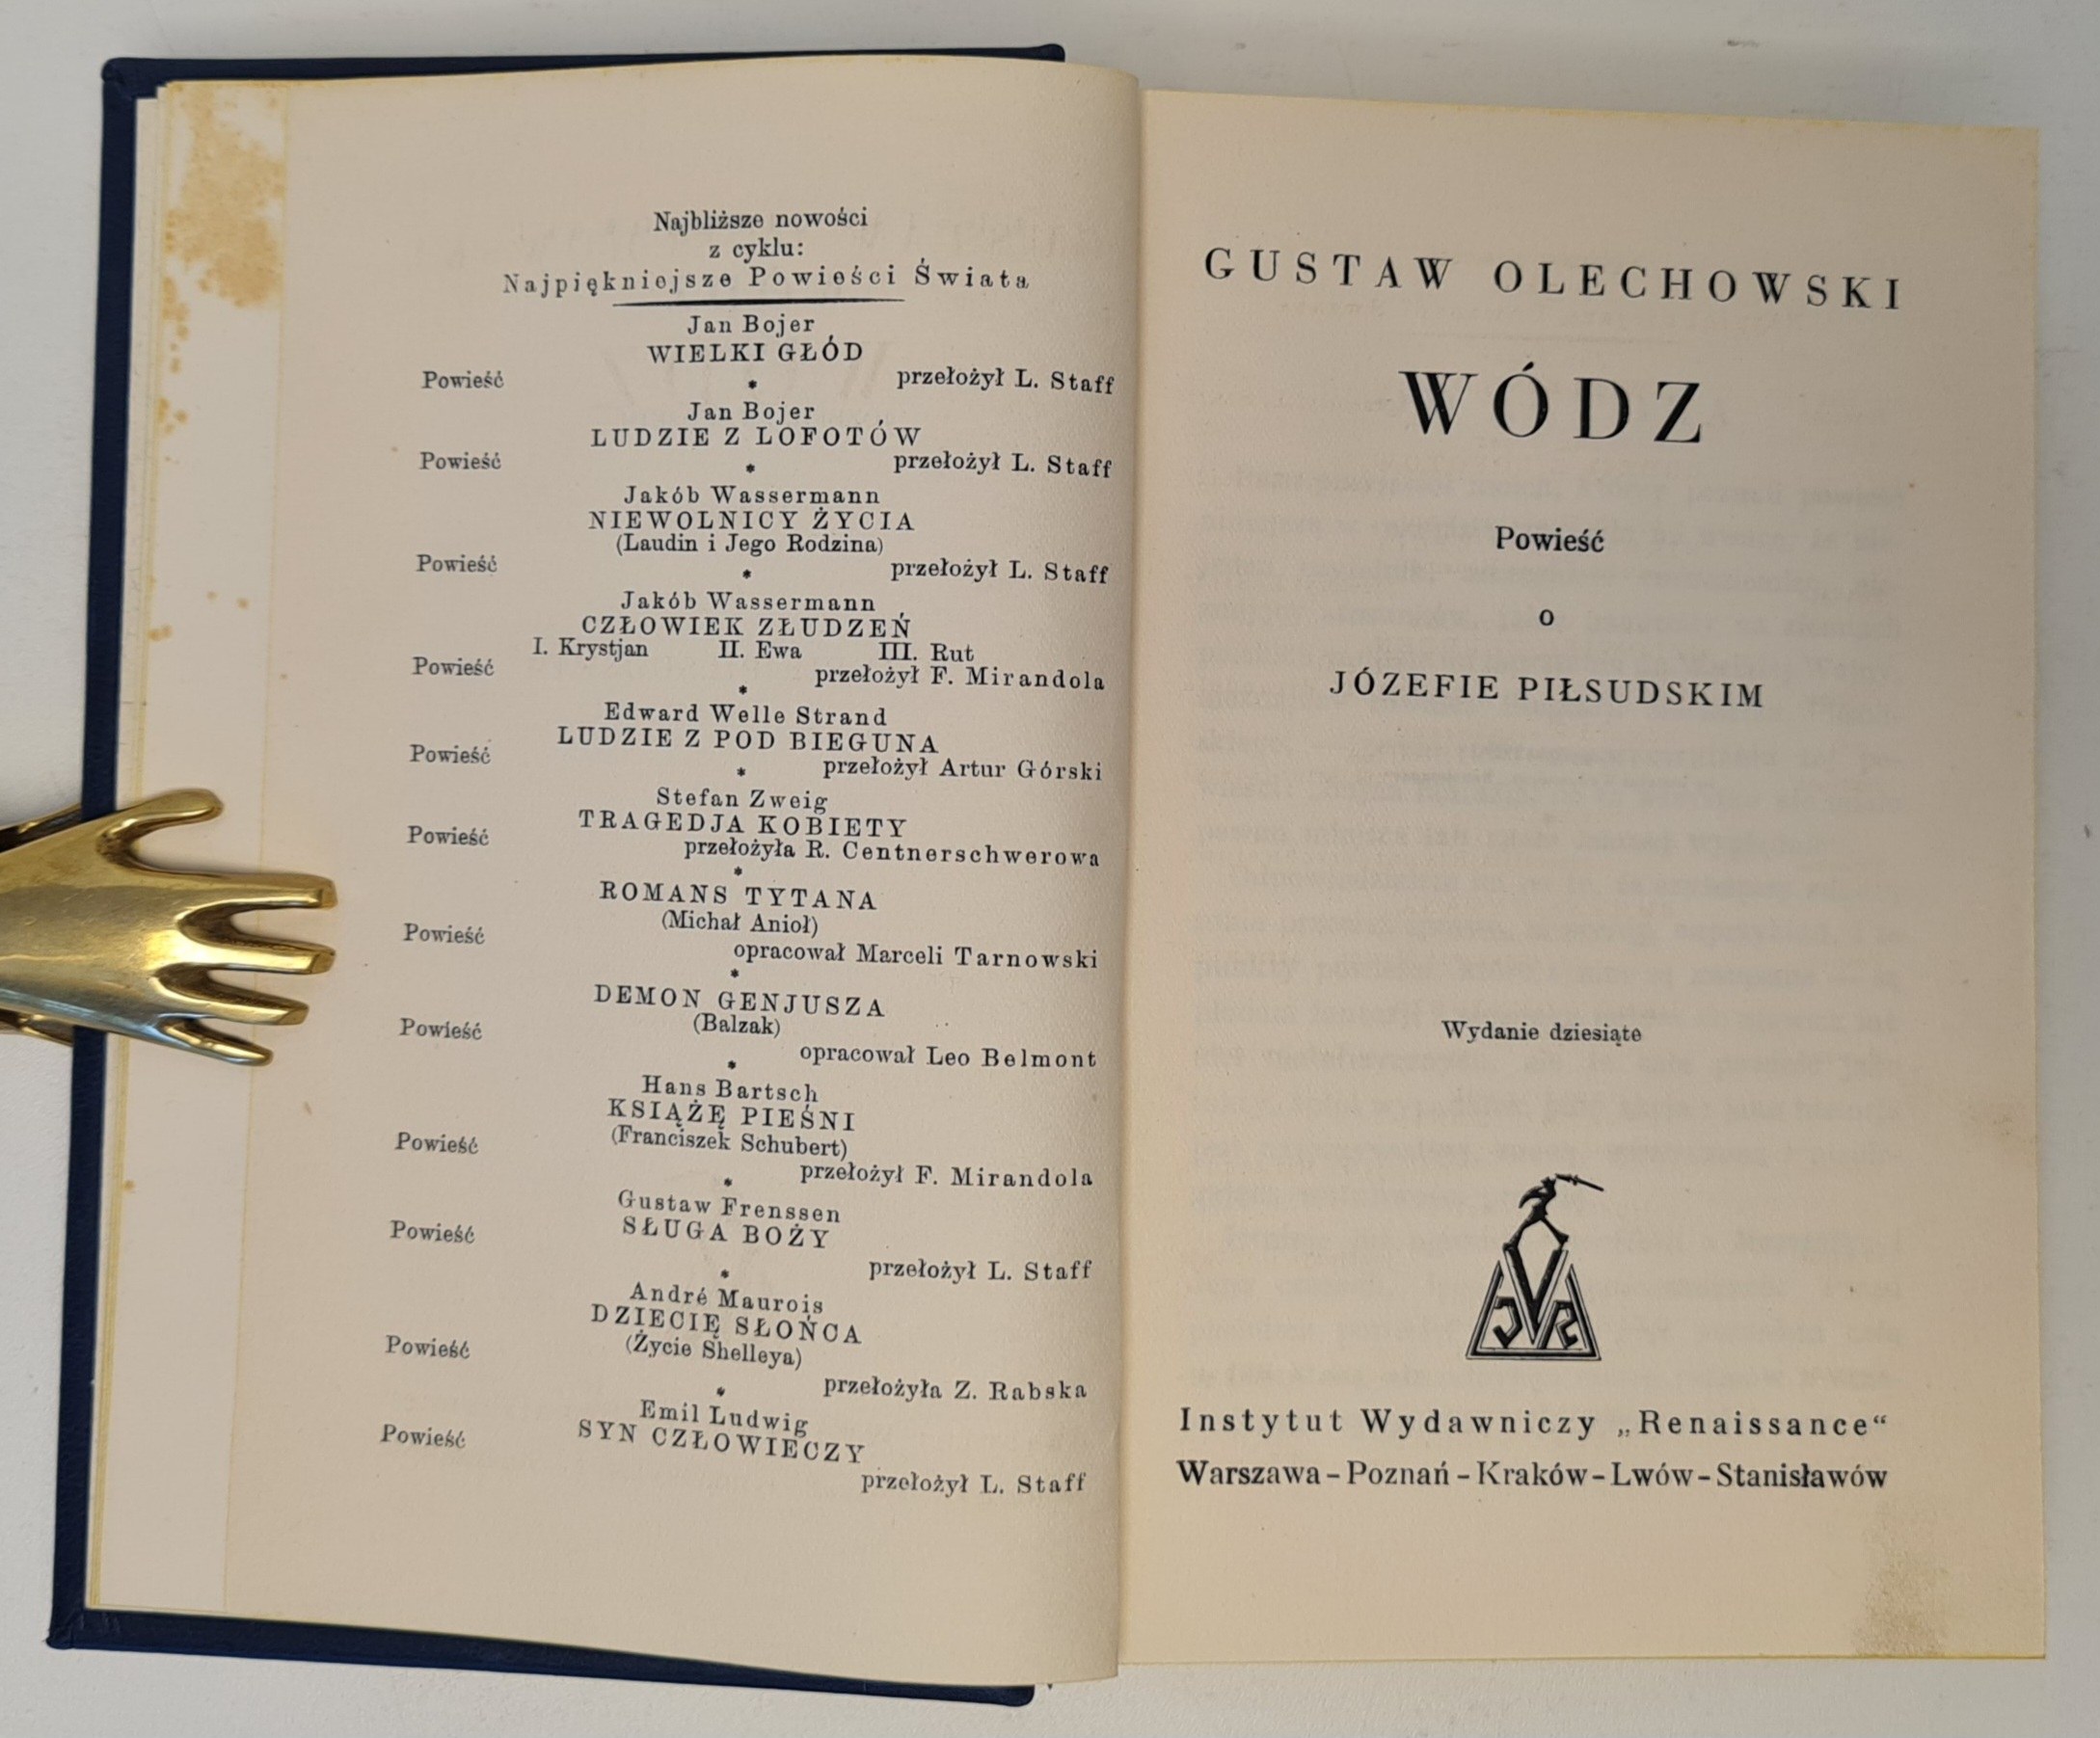 Najbliższe nowości
z cyklu:
Najpiękniejsze Powieści Świata
Jan Bojer
WIELKI GŁÓD
Powieść * przełożył L. Staff
Jan Bojer
LUDZIE Z LOFOTÓW
Powieść * przełożył L. Staff
Jakób Wassermann
NIEWOLNICY ŻYCIA
(Laudin i Jego Rodzina)
Powieść * przełożył L. Staff
Jakób Wassermann
CZŁOWIEK ZŁUDZEŃ
I. Krystjan II. Ewa III. Rut
Powieść * przełożył F. Mirandola
Edward Welle Strand
LUDZIE Z POD BIEGUNA
Powieść * przełożył Artur Górski
Stefan Zweig
TRAGEDJA KOBIETY
Powieść przełożyła R. Centnerschwerowa
*
ROMANS TYTANA
(Michał Anioł)
Powieść opracował Marceli Tarnowski
*
DEMON GENJUSZA
(Balzak)
Powieść * opracował Leo Belmont
Hans Bartsch
KSIĄŻĘ PIEŚNI
(Franciszek Schubert)
Powieść * przełożył F. Mirandola
Gustaw Frenssen
SŁUGA BOŻY
Powieść * przełożył L. Staff
André Maurois
DZIECIĘ SŁOŃCA
(Życie Shelleya)
Powieść * przełożyła Z. Rabska
Emil Ludwig
SYN CZŁOWIECZY
Powieść przełożył L. Staff
GUSTAW OLECHOWSKI
WÓDZ
Powieść
o
JÓZEFIE PIŁSUDSKIM
Wydanie dziesiąte
Instytut Wydawniczy „Renaissance“
Warszawa-Poznań-Kraków-Lwów-Stanisławów